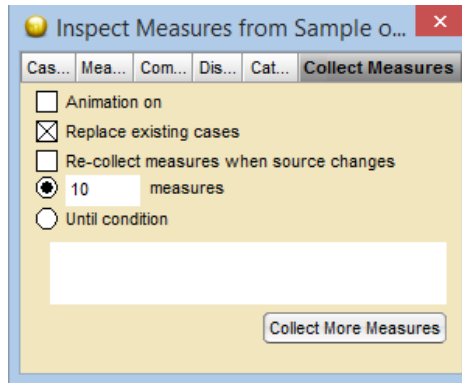 Inspect Measures from Sample o...
Cas... Mea... Com... Dis... Cat... Collect Measures
Animation on
Replace existing cases
Re-collect measures when source changes
10 measures
Until condition
Collect More Measures